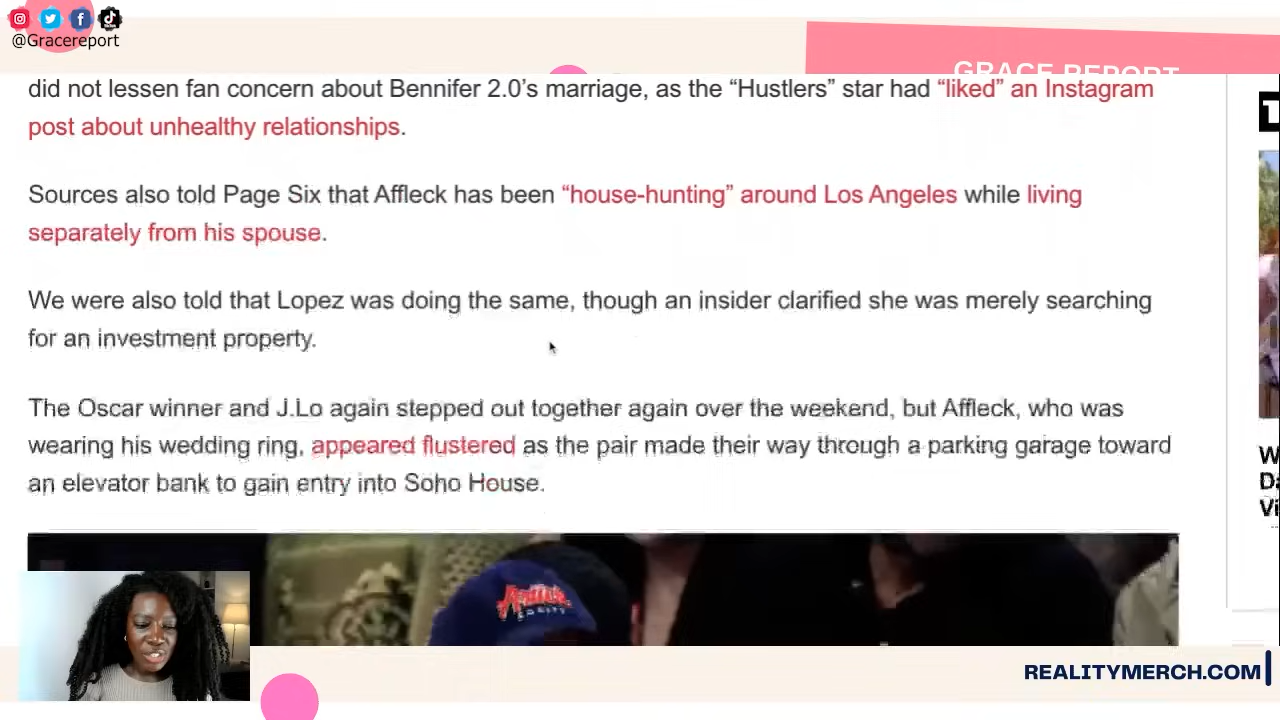 @Gracereport
GRACE REPORT
did not lessen fan concern about Bennifer 2.0’s marriage, as the “Hustlers” star had “liked” an Instagram
post about unhealthy relationships.
Sources also told Page Six that Affleck has been “house-hunting” around Los Angeles while living
separately from his spouse.
We were also told that Lopez was doing the same, though an insider clarified she was merely searching
for an investment property.
The Oscar winner and J.Lo again stepped out together again over the weekend, but Affleck, who was
wearing his wedding ring, appeared flustered as the pair made their way through a parking garage toward
an elevator bank to gain entry into Soho House.
REALITYMERCH.COM